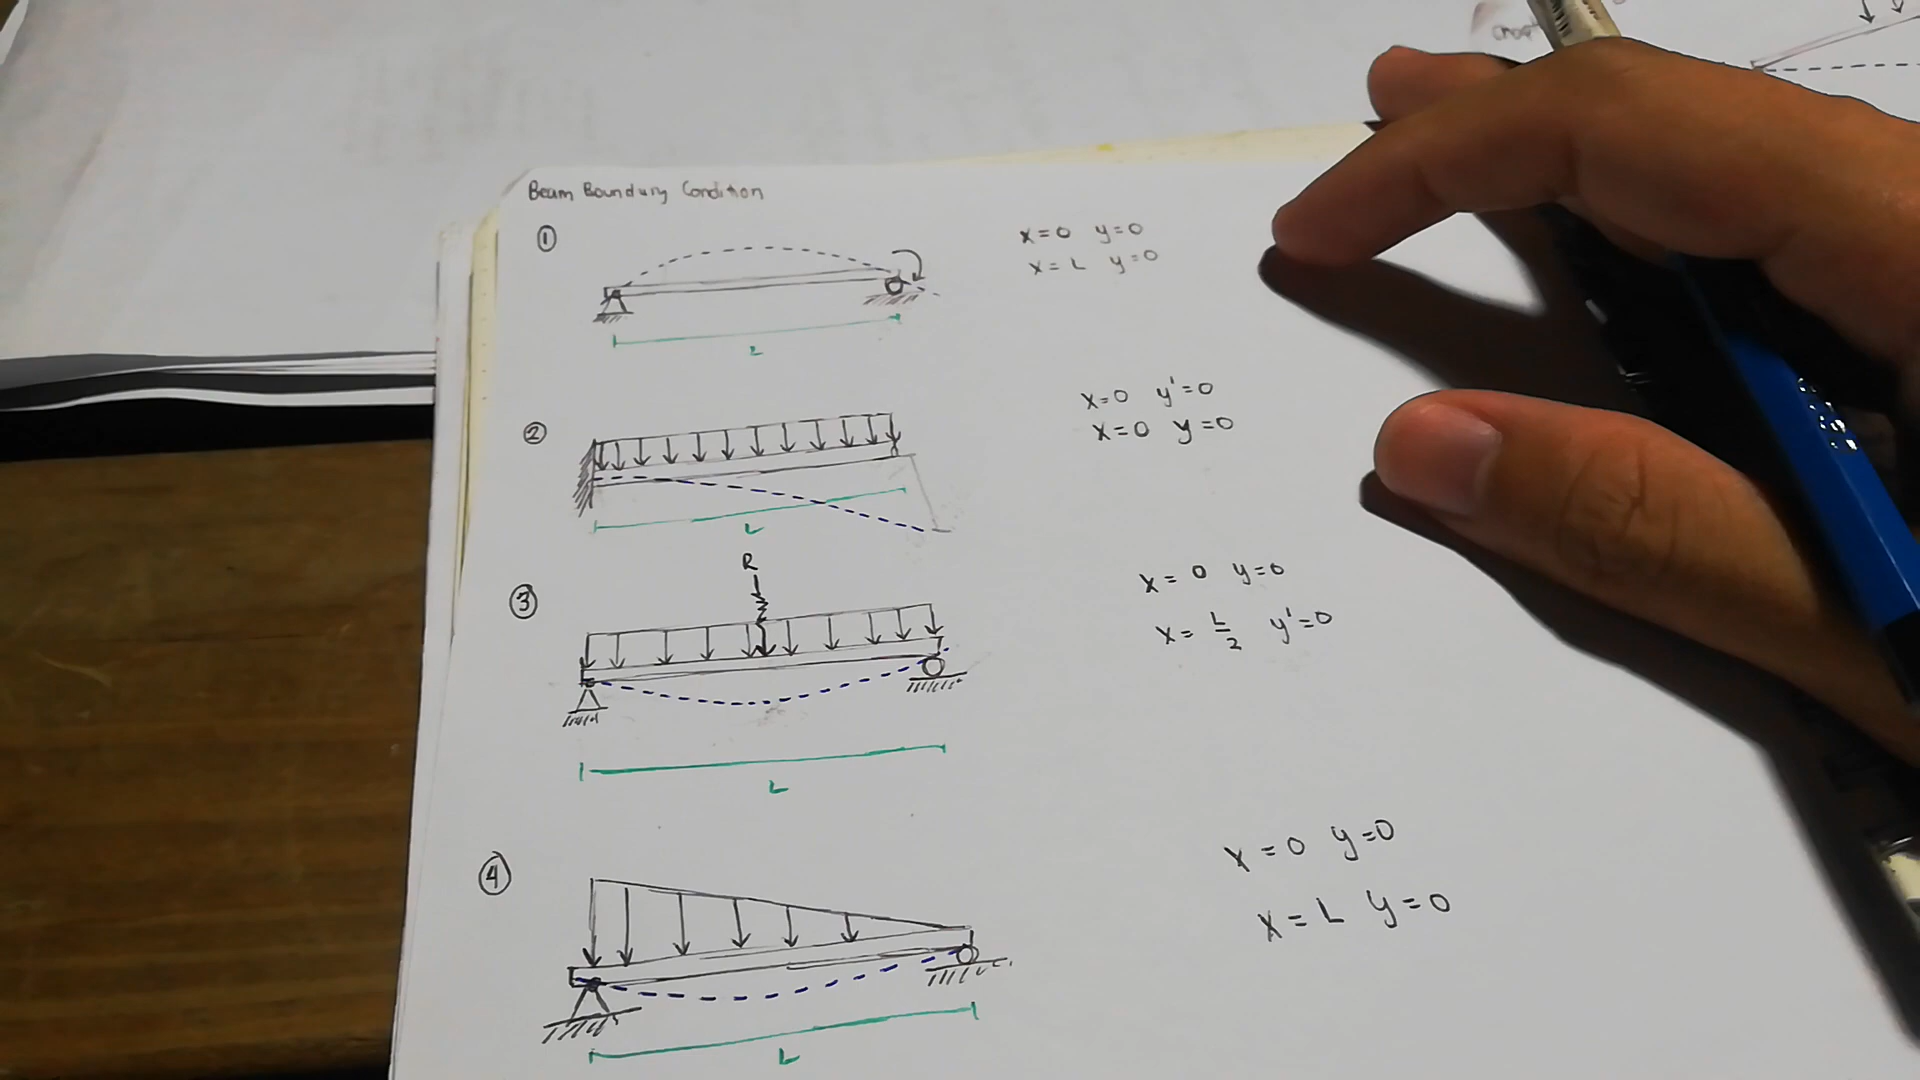 Beam Boundury Condition
①
x=0 y=0
x=L y=0
L
②
x=0 y'=0
x=0 y=0
L
R
③
x=0 y=0
x=L/2 y'=0
L
④
x=0 y=0
x=L y=0
L